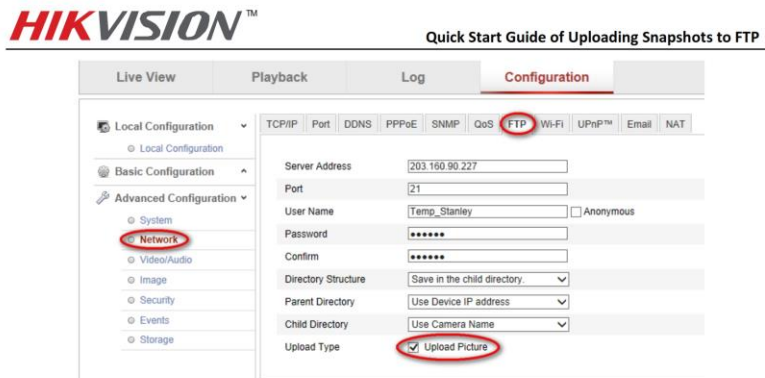 HIKVISION™
Quick Start Guide of Uploading Snapshots to FTP
Live View Playback Log Configuration
Local Configuration
Local Configuration
Basic Configuration
Advanced Configuration
System
Network
Video/Audio
Image
Security
Events
Storage
TCP/IP Port DDNS PPPoE SNMP QoS FTP Wi-Fi UPnP™ Email NAT
Server Address 203.160.90.227
Port 21
User Name Temp_Stanley Anonymous
Password ••••••
Confirm ••••••
Directory Structure Save in the child directory.
Parent Directory Use Device IP address
Child Directory Use Camera Name
Upload Type Upload Picture